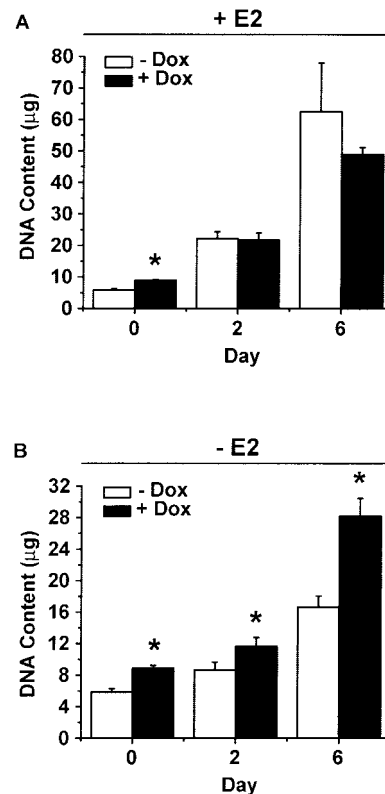 A
+ E2
- Dox
+ Dox
DNA Content (µg)
80
70
60
50
40
30
20
10
0
*
0 2 6
Day
B
- E2
- Dox
+ Dox
DNA Content (µg)
32
28
24
20
16
12
8
4
0
*
*
*
0 2 6
Day